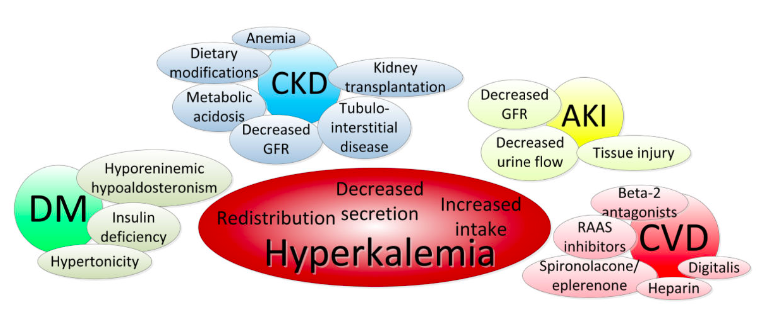 Anemia
Dietary
modifications
CKD
Kidney
transplantation
Metabolic
acidosis
Tubulo-
interstitial
disease
Decreased
GFR
Decreased
GFR
AKI
Decreased
urine flow
Tissue injury
Hyporeninemic
hypoaldosteronism
DM
Insulin
deficiency
Hypertonicity
Redistribution
Decreased
secretion
Increased
intake
Hyperkalemia
Beta-2
antagonists
RAAS
inhibitors
CVD
Spironolacone/
eplerenone
Digitalis
Heparin